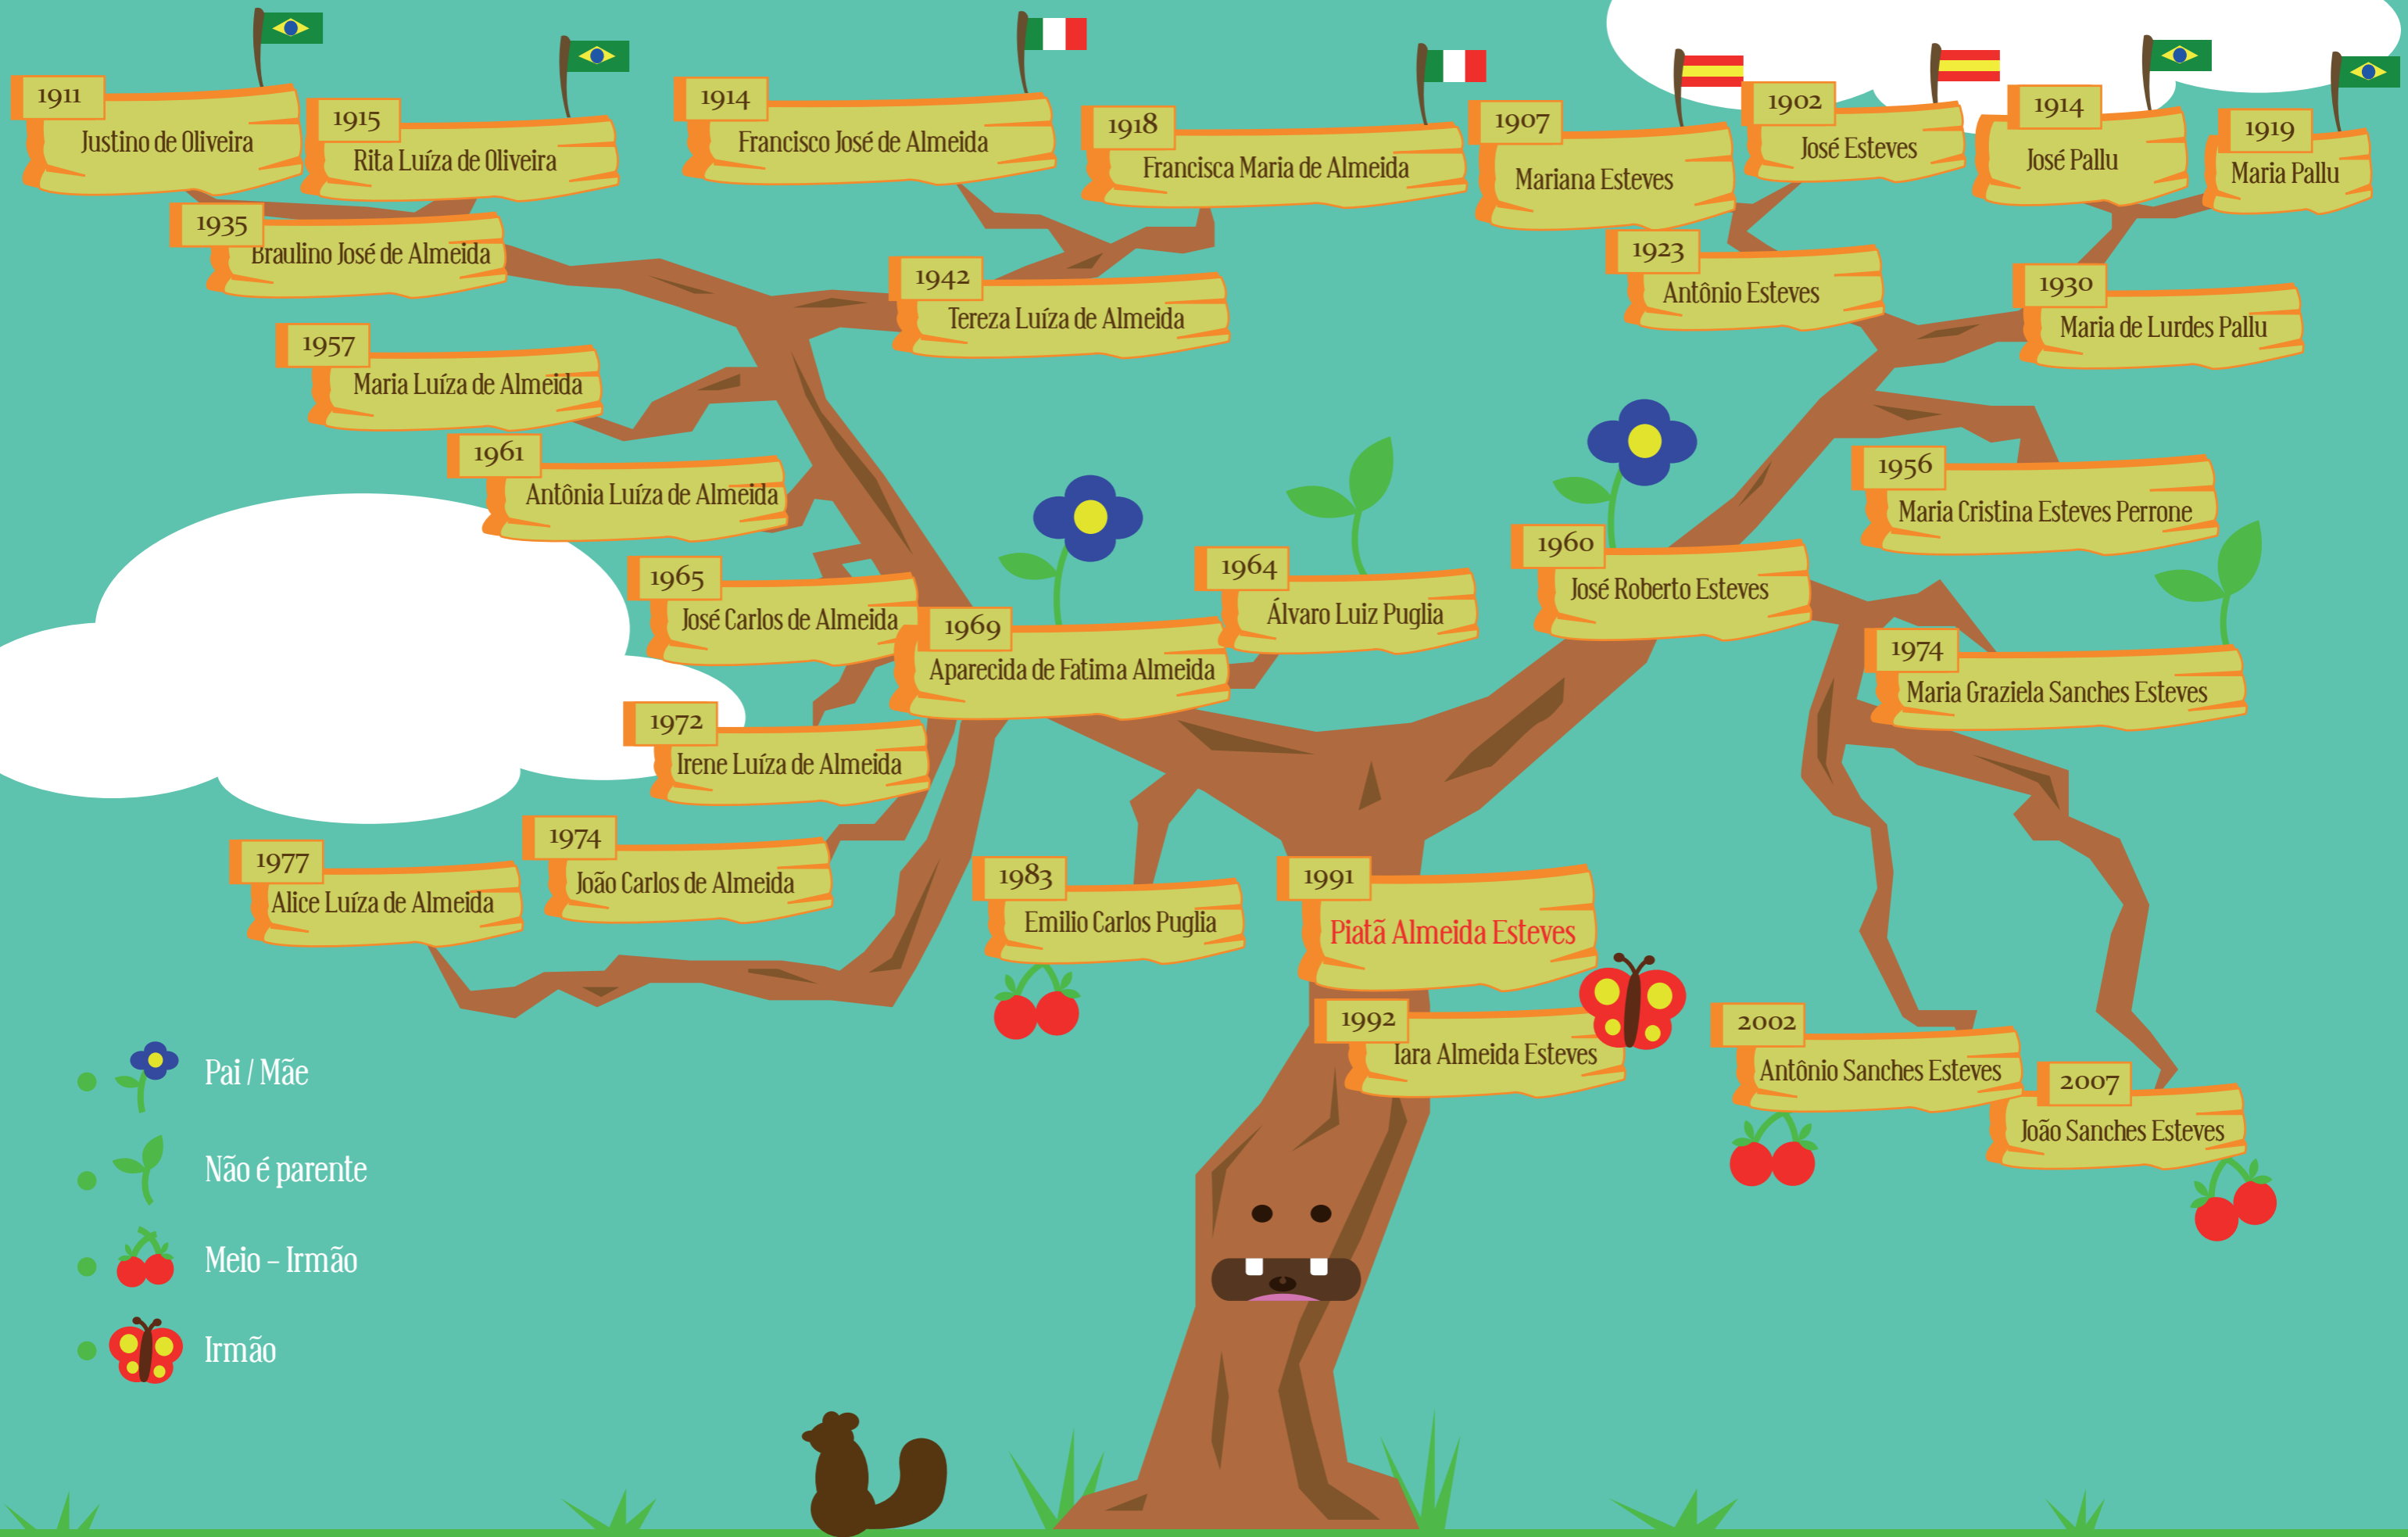 1911
Justino de Oliveira
1915
Rita Luíza de Oliveira
1914
Francisco José de Almeida
1918
Francisca Maria de Almeida
1907
Mariana Esteves
1902
José Esteves
1914
José Pallu
1919
Maria Pallu
1935
Braulino José de Almeida
1942
Tereza Luíza de Almeida
1923
Antônio Esteves
1930
Maria de Lurdes Pallu
1957
Maria Luíza de Almeida
1961
Antônia Luíza de Almeida
1956
Maria Cristina Esteves Perrone
1965
José Carlos de Almeida
1969
Aparecida de Fatima Almeida
1964
Álvaro Luiz Puglia
1960
José Roberto Esteves
1974
Maria Graziela Sanches Esteves
1972
Irene Luíza de Almeida
1977
Alice Luíza de Almeida
1974
João Carlos de Almeida
1983
Emilio Carlos Puglia
1991
Piatã Almeida Esteves
1992
Iara Almeida Esteves
2002
Antônio Sanches Esteves
2007
João Sanches Esteves
Pai / Mãe
Não é parente
Meio – Irmão
Irmão